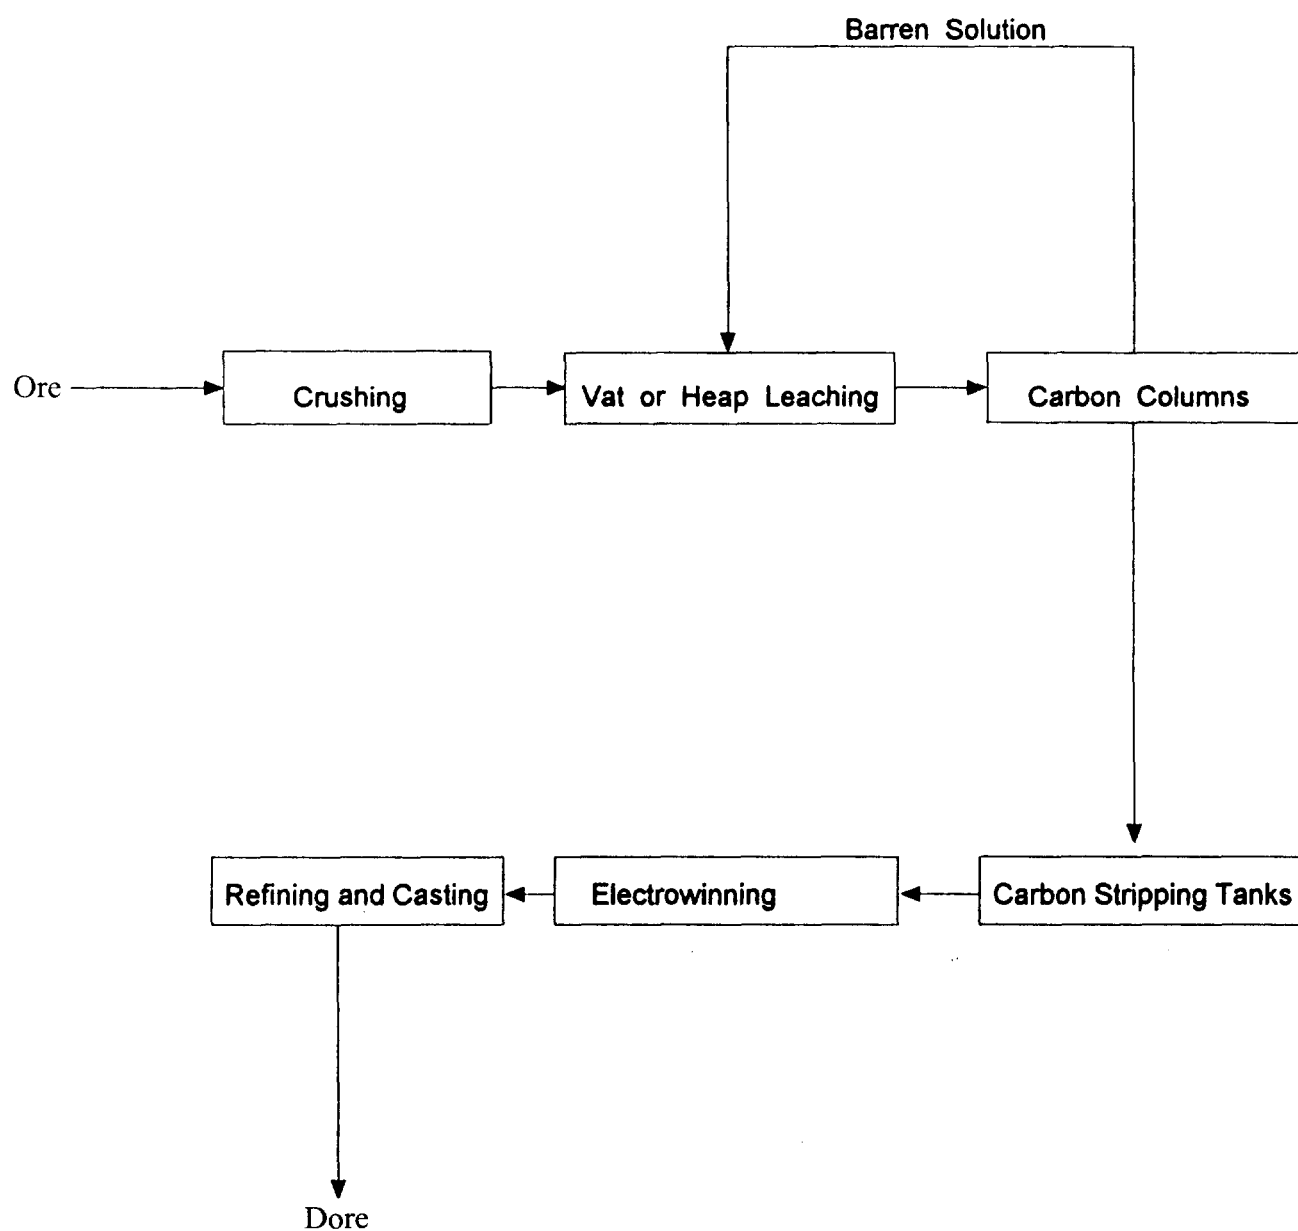 Barren Solution
Ore
Crushing
Vat or Heap Leaching
Carbon Columns
Refining and Casting
Electrowinning
Carbon Stripping Tanks
Dore